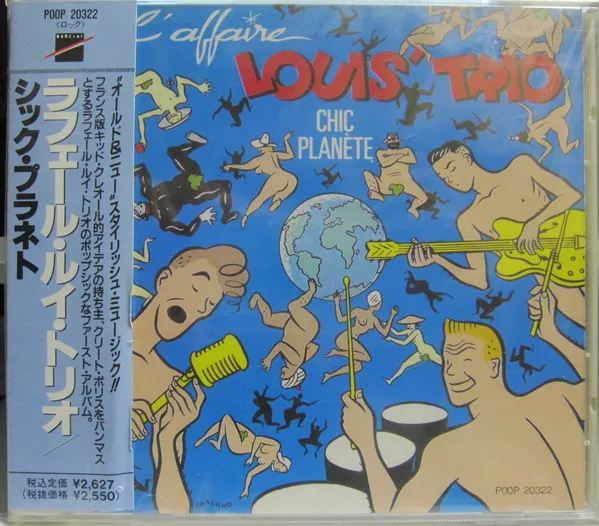 POOP 20322
〈ロック〉
BARCLAY
ラフェール・ルイ・トリオ／
シック・プラネト
"オールド&ニュー・スタイリッシュ・ミュージック!!
フランス版キッド・クレオール的アイデアの持ち主、クリート・ボリスをバンマス
とするラフェール・ルイ・トリオのポップシックなファースト・アルバム。
税込定価 ¥2,627
(税抜価格 ¥2,550)
l'affaire
LOUIS' TRIO
CHIC
PLANÈTE
CHALAND
POOP 20322